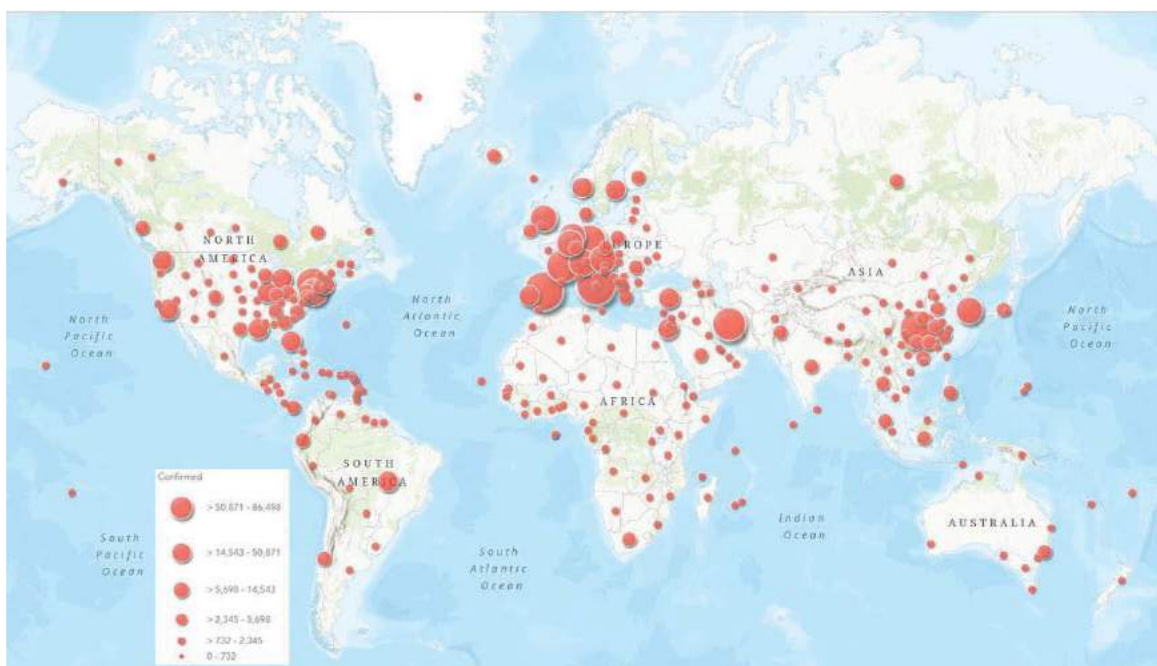 NORTH
AMERICA
EUROPE
ASIA
North
Pacific
Ocean
North
Atlantic
Ocean
North
Pacific
Ocean
AFRICA
SOUTH
AMERICA
Indian
Ocean
AUSTRALIA
South
Pacific
Ocean
South
Atlantic
Ocean
Confirmed
> 50,871 - 86,498
> 14,543 - 50,871
> 5,698 - 14,543
> 2,345 - 5,698
> 732 - 2,345
0 - 732